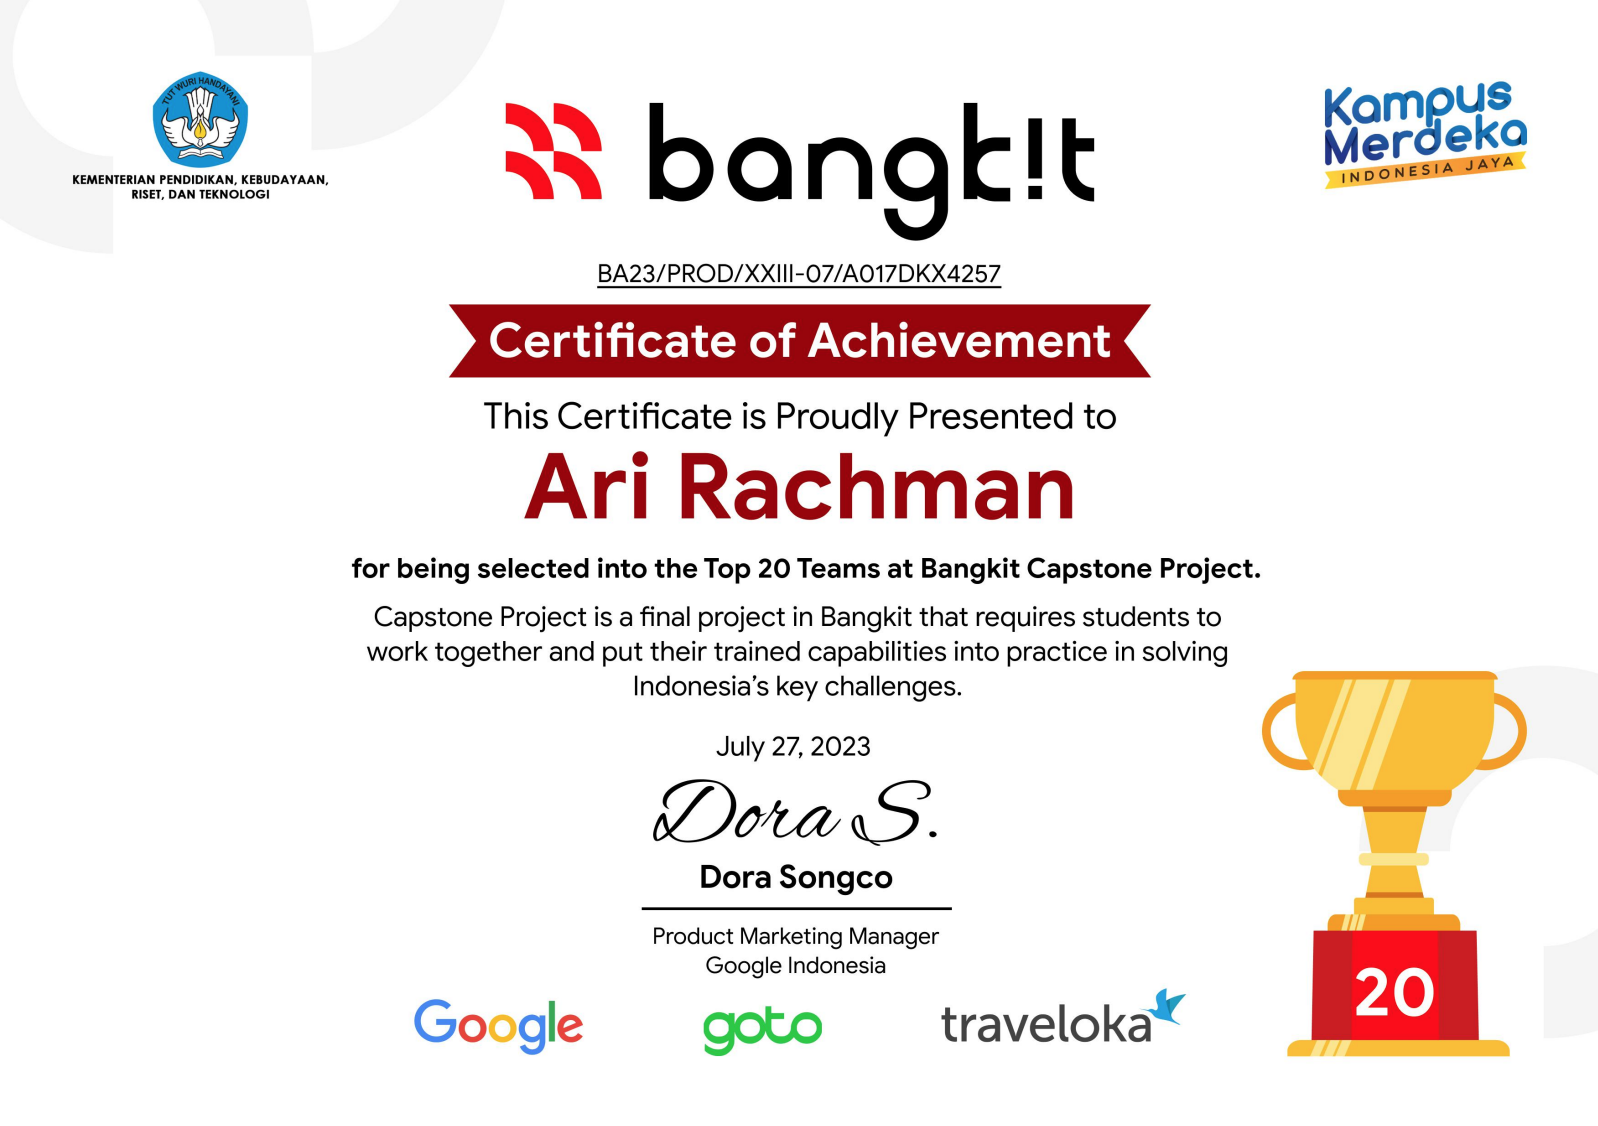 TUT WURI HANDAYANI
KEMENTERIAN PENDIDIKAN, KEBUDAYAAN,
RISET, DAN TEKNOLOGI
bangk!t
Kampus
Merdeka
INDONESIA JAYA
BA23/PROD/XXIII-07/A017DKX4257
Certificate of Achievement
This Certificate is Proudly Presented to
Ari Rachman
for being selected into the Top 20 Teams at Bangkit Capstone Project.
Capstone Project is a final project in Bangkit that requires students to
work together and put their trained capabilities into practice in solving
Indonesia’s key challenges.
July 27, 2023
Dora S.
Dora Songco
Product Marketing Manager
Google Indonesia
Google
goto
traveloka
20